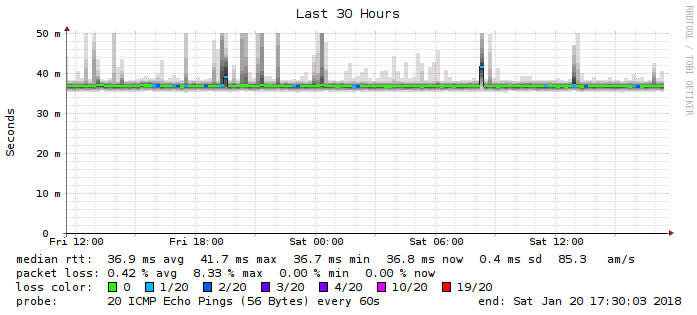 Last 30 Hours
RRDTOOL / TOBI OETIKER
Seconds
50 m
40 m
30 m
20 m
10 m
0
Fri 12:00 Fri 18:00 Sat 00:00 Sat 06:00 Sat 12:00
median rtt: 36.9 ms avg 41.7 ms max 36.7 ms min 36.8 ms now 0.4 ms sd 85.3 am/s
packet loss: 0.42 % avg 8.33 % max 0.00 % min 0.00 % now
loss color: 0 1/20 2/20 3/20 4/20 10/20 19/20
probe: 20 ICMP Echo Pings (56 Bytes) every 60s end: Sat Jan 20 17:30:03 2018